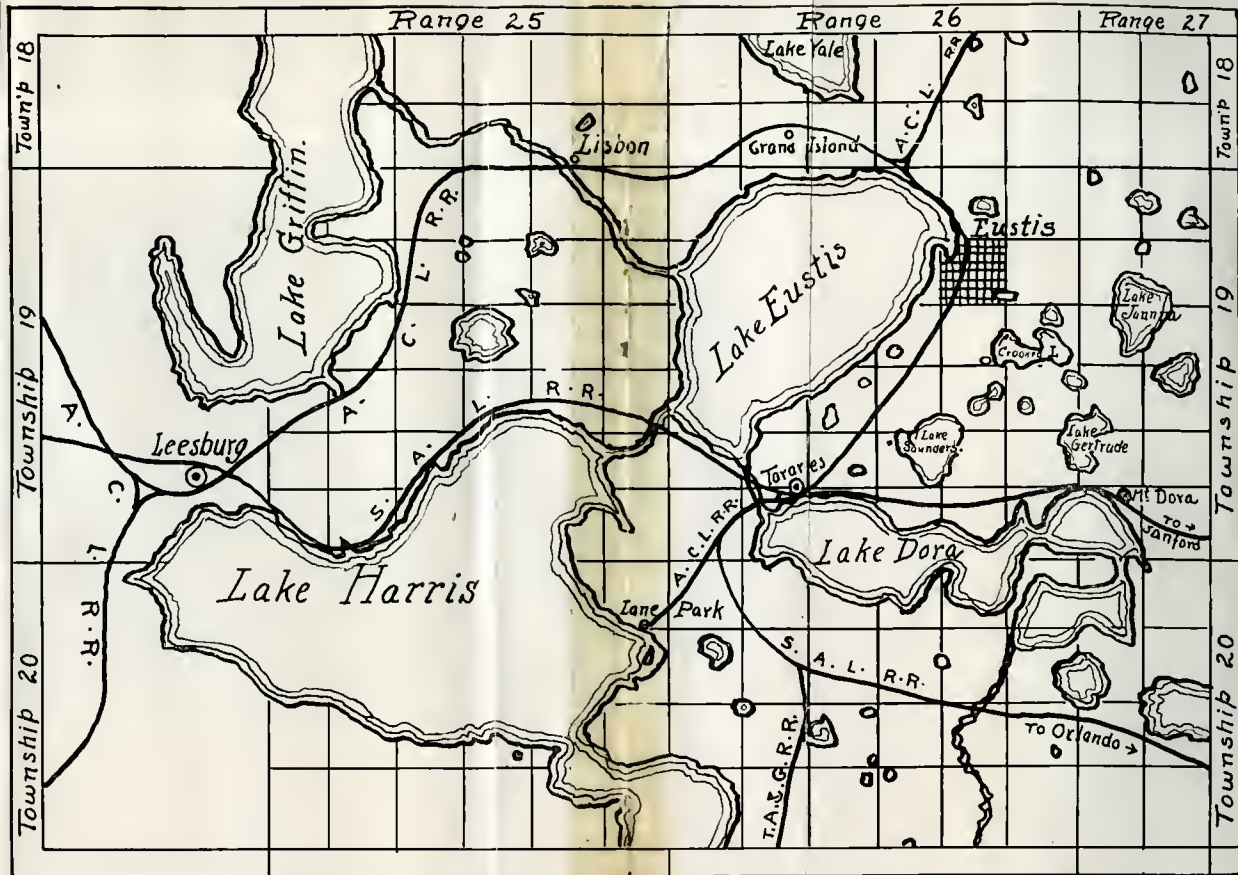 Range 25
Range 26
Range 27
Town'p 18
Town'p 18
Lake Yale
A. C. L. R.R.
Lisbon
Grand Island
Lake Griffin.
A. C. L. R. R.
Eustis
Lake Eustis
Township 19
Township 19
Crooked L
A. C. L. R. R.
Leesburg
S. A. L. R. R.
Lake Saunders.
Lake Gertrude
Tavares
Mt Dora
TO → Sanford
Lake Harris
Lake Dora
A.C.L. R.R.
Lane Park
Township 20
Township 20
S. A. L. R.R.
T.A.&G.R.R.
TO Orlando →